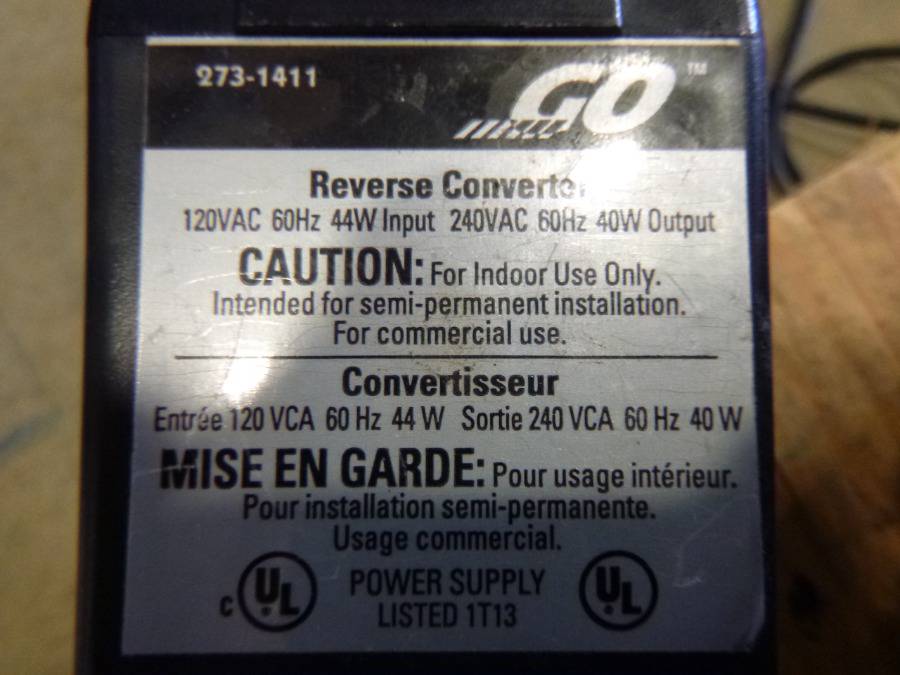 273-1411
GO™
Reverse Converter
120VAC 60Hz 44W Input 240VAC 60Hz 40W Output
CAUTION: For Indoor Use Only.
Intended for semi-permanent installation.
For commercial use.
Convertisseur
Entrée 120 VCA 60 Hz 44 W Sortie 240 VCA 60 Hz 40 W
MISE EN GARDE: Pour usage intérieur.
Pour installation semi-permanente.
Usage commercial.
C UL® POWER SUPPLY UL®
LISTED 1T13